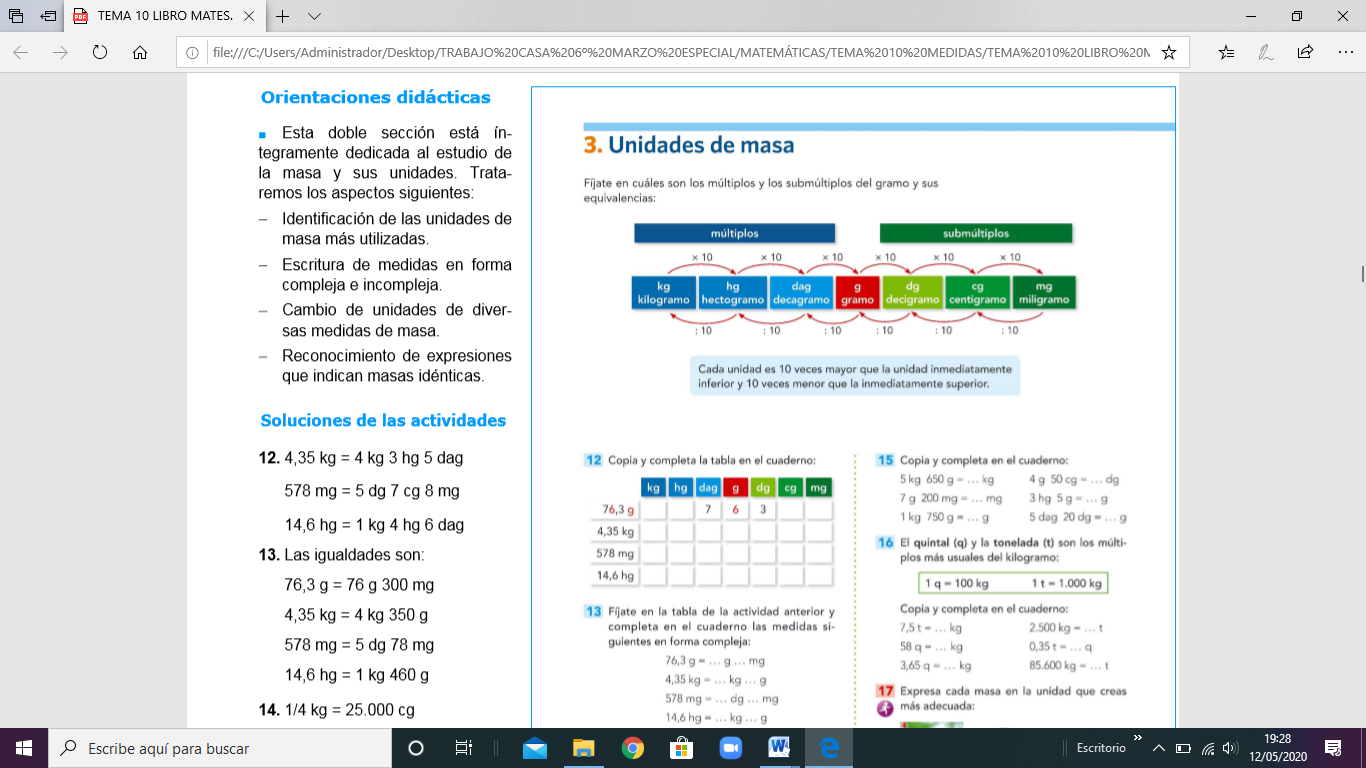 TEMA 10 LIBRO MATES.
file:///C:/Users/Administrador/Desktop/TRABAJO%20CASA%206º%20MARZO%20ESPECIAL/MATEMÁTICAS/TEMA%2010%20MEDIDAS/TEMA%2010%20LIBRO%20M
Orientaciones didácticas
Esta doble sección está ín-
tegramente dedicada al estudio de
la masa y sus unidades. Trata-
remos los aspectos siguientes:
– Identificación de las unidades de
masa más utilizadas.
– Escritura de medidas en forma
compleja e incompleja.
– Cambio de unidades de diver-
sas medidas de masa.
– Reconocimiento de expresiones
que indican masas idénticas.
Soluciones de las actividades
12. 4,35 kg = 4 kg 3 hg 5 dag
578 mg = 5 dg 7 cg 8 mg
14,6 hg = 1 kg 4 hg 6 dag
13. Las igualdades son:
76,3 g = 76 g 300 mg
4,35 kg = 4 kg 350 g
578 mg = 5 dg 78 mg
14,6 hg = 1 kg 460 g
14. 1/4 kg = 25.000 cg
3. Unidades de masa
Fíjate en cuáles son los múltiplos y los submúltiplos del gramo y sus
equivalencias:
múltiplos submúltiplos
× 10 × 10 × 10 × 10 × 10 × 10
kg hg dag g dg cg mg
kilogramo hectogramo decagramo gramo decigramo centigramo miligramo
: 10 : 10 : 10 : 10 : 10 : 10
Cada unidad es 10 veces mayor que la unidad inmediatamente
inferior y 10 veces menor que la inmediatamente superior.
12 Copia y completa la tabla en el cuaderno:
kg hg dag g dg cg mg
76,3 g 7 6 3
4,35 kg
578 mg
14,6 hg
13 Fíjate en la tabla de la actividad anterior y
completa en el cuaderno las medidas si-
guientes en forma compleja:
76,3 g = … g … mg
4,35 kg = … kg … g
578 mg = … dg … mg
14,6 hg = … kg … g
15 Copia y completa en el cuaderno:
5 kg 650 g = … kg 4 g 50 cg = … dg
7 g 200 mg = … mg 3 hg 5 g = … g
1 kg 750 g = … g 5 dag 20 dg = … g
16 El quintal (q) y la tonelada (t) son los múlti-
plos más usuales del kilogramo:
1 q = 100 kg 1 t = 1.000 kg
Copia y completa en el cuaderno:
7,5 t = … kg 2.500 kg = … t
58 q = … kg 0,35 t = … q
3,65 q = … kg 85.600 kg = … t
17 Expresa cada masa en la unidad que creas
más adecuada:
Escribe aquí para buscar
Escritorio
19:28
12/05/2020